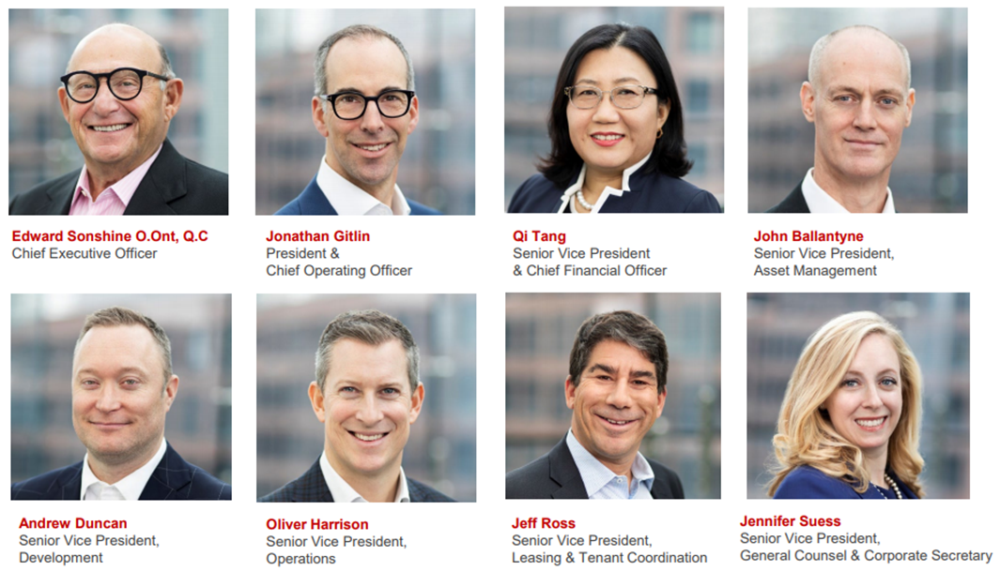 Edward Sonshine O.Ont, Q.C
Chief Executive Officer
Jonathan Gitlin
President &
Chief Operating Officer
Qi Tang
Senior Vice President
& Chief Financial Officer
John Ballantyne
Senior Vice President,
Asset Management
Andrew Duncan
Senior Vice President,
Development
Oliver Harrison
Senior Vice President,
Operations
Jeff Ross
Senior Vice President,
Leasing & Tenant Coordination
Jennifer Suess
Senior Vice President,
General Counsel & Corporate Secretary